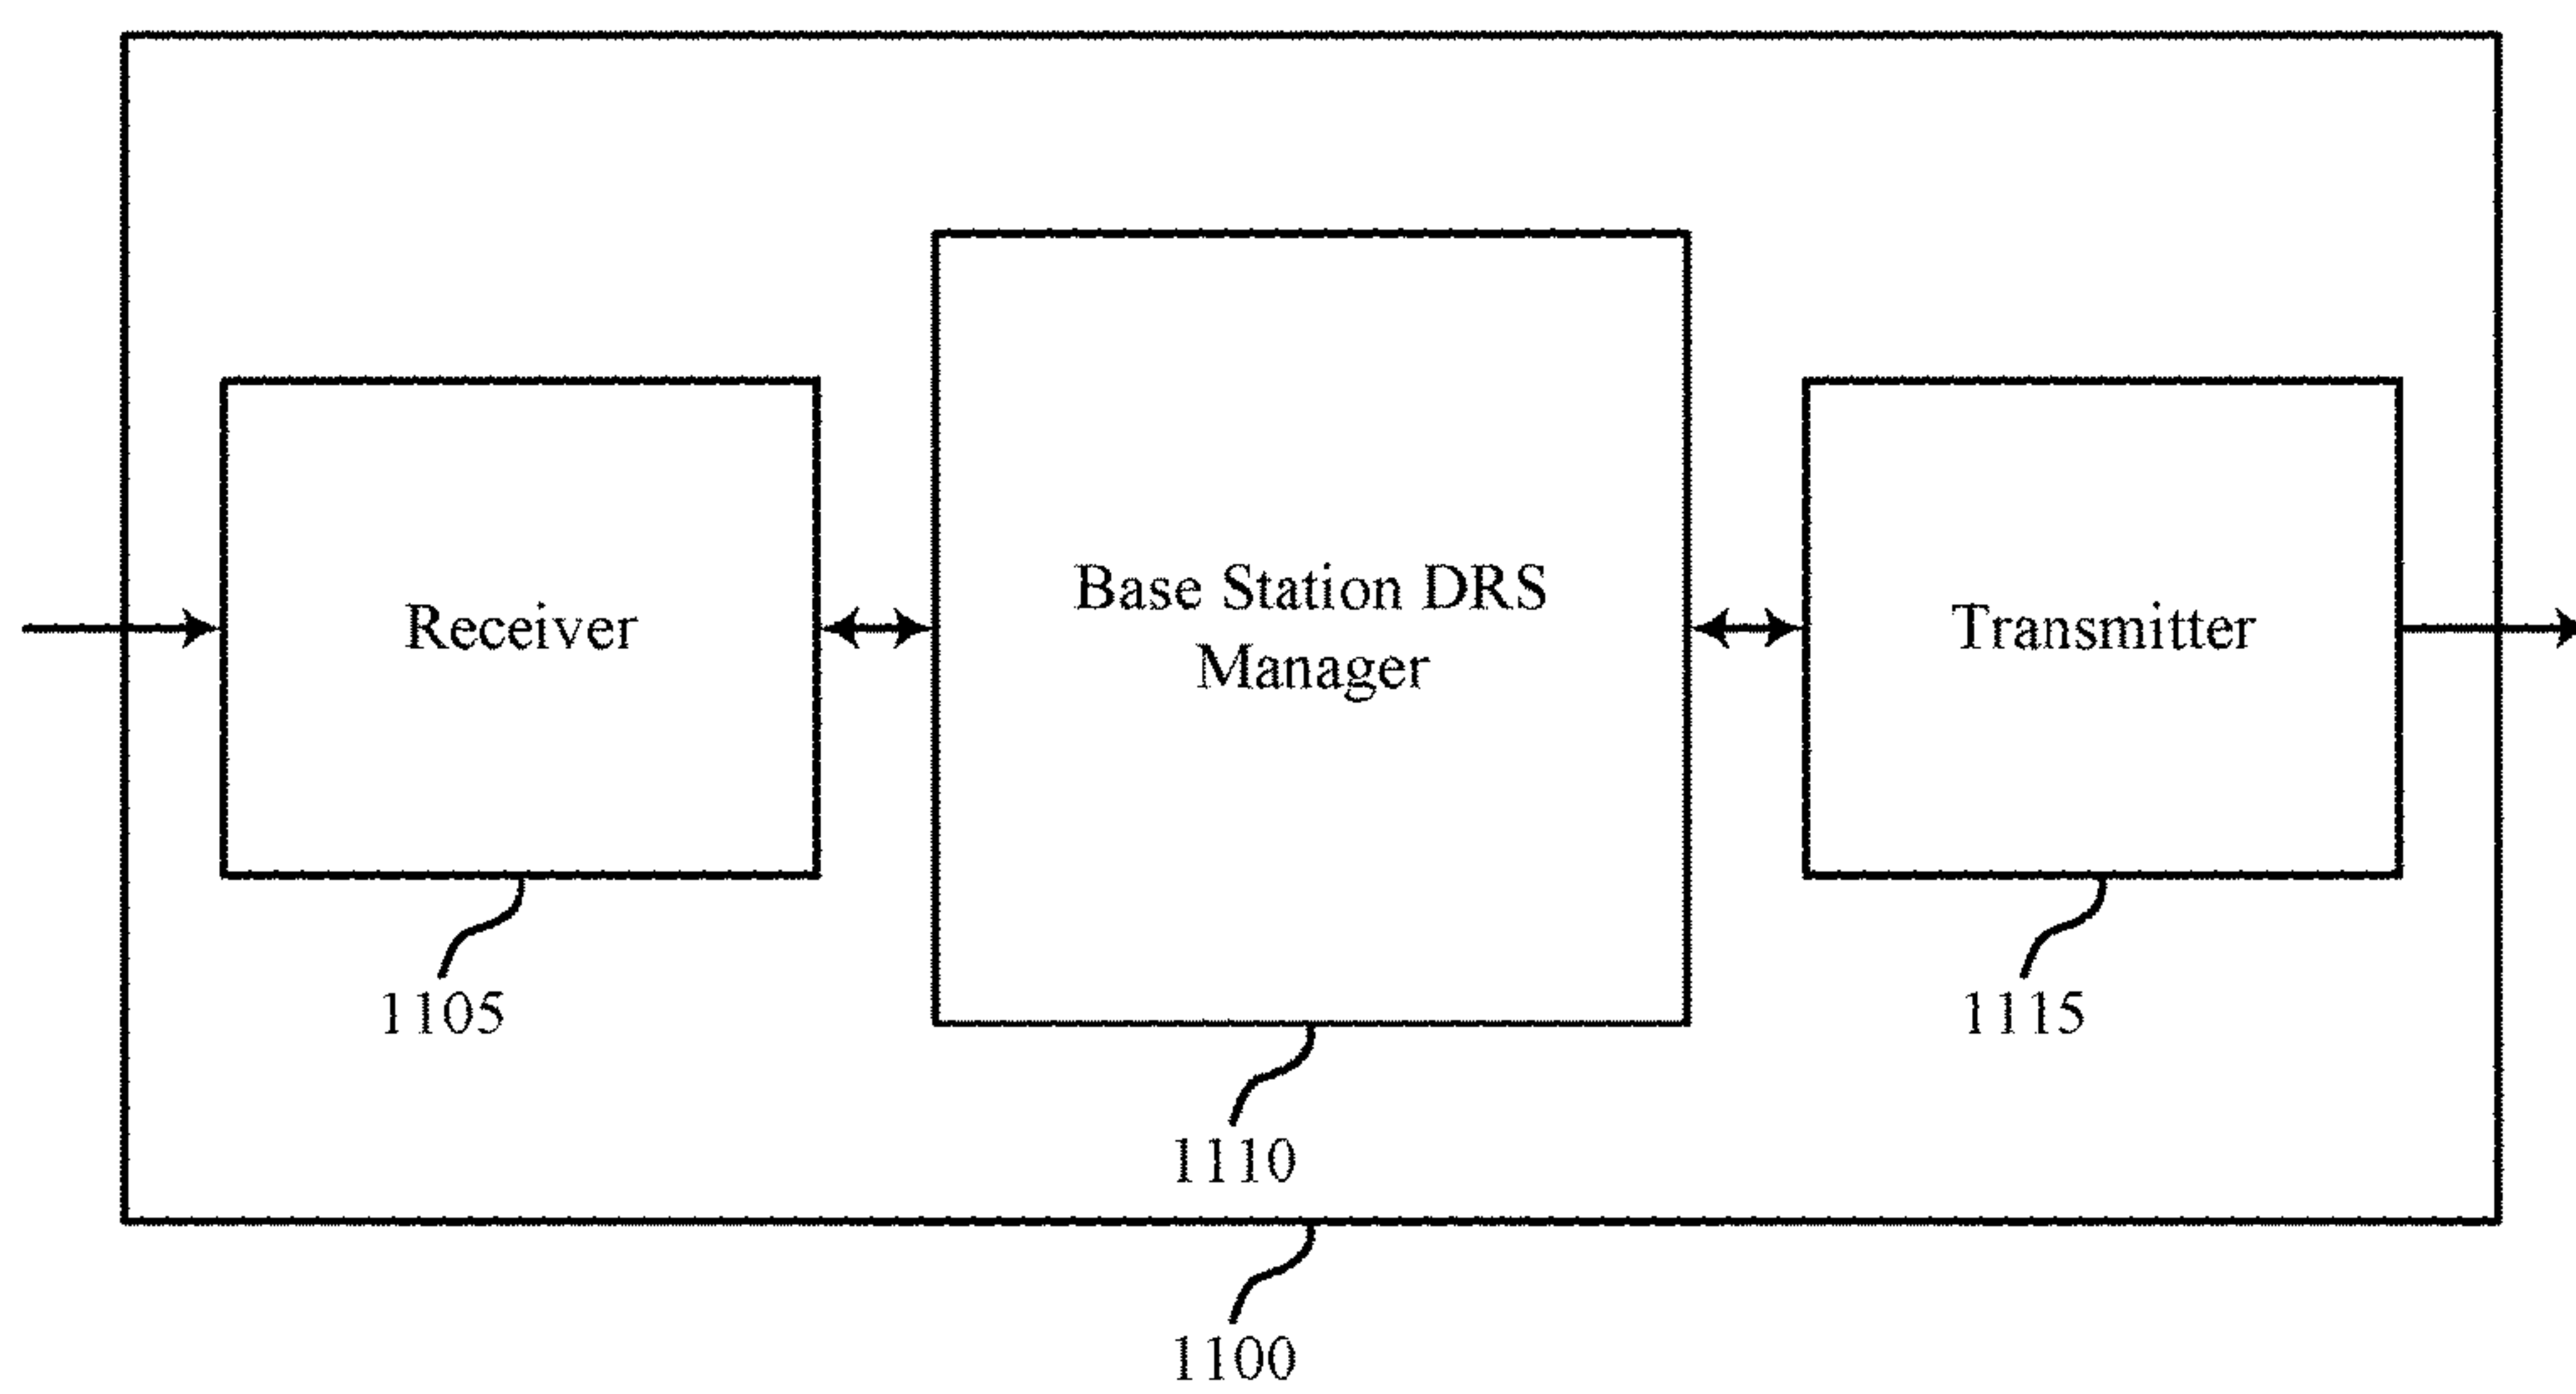 Receiver
Base Station DRS
Manager
Transmitter
1105
1115
1110
1100